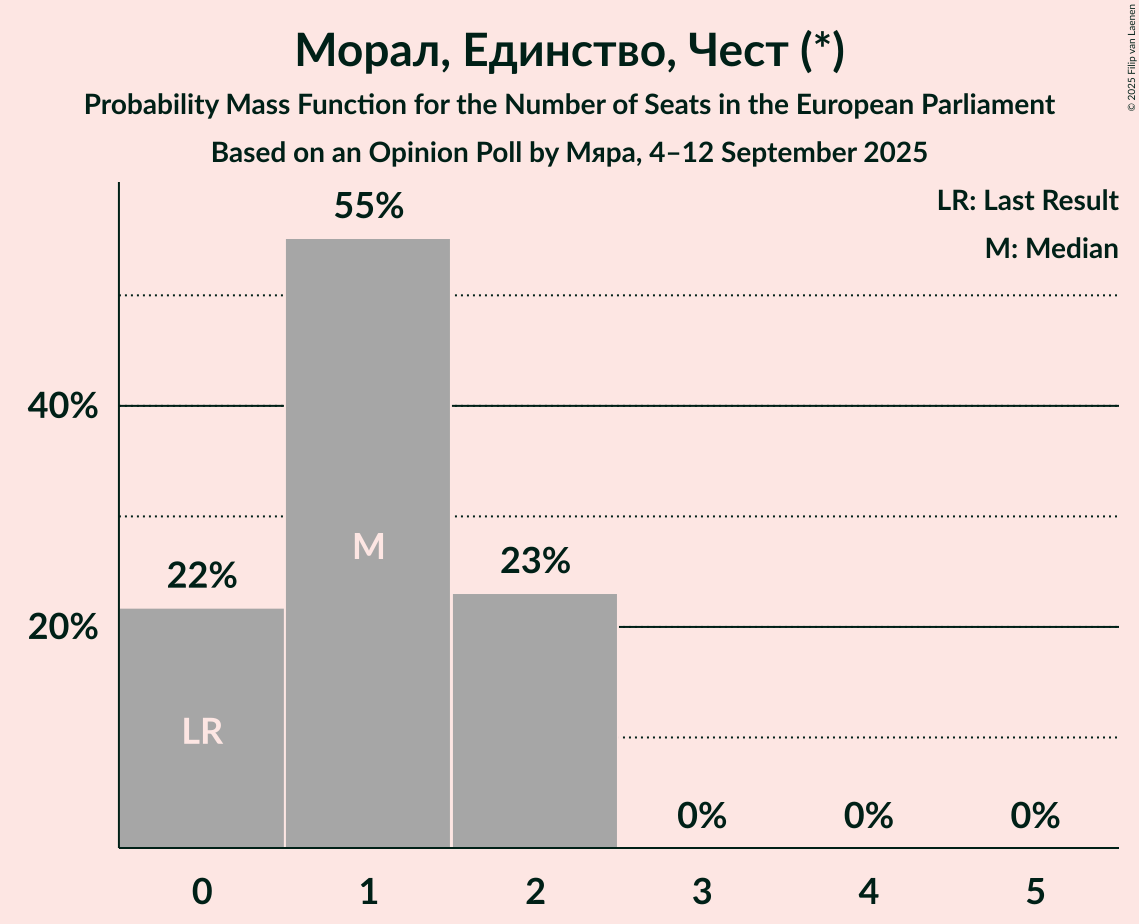 Морал, Единство, Чест (*)
Probability Mass Function for the Number of Seats in the European Parliament
Based on an Opinion Poll by Мяра, 4–12 September 2025
© 2025 Filip van Laenen
LR: Last Result
M: Median
55%
40%
M
22%
23%
20%
LR
0%
0%
0%
0
1
2
3
4
5